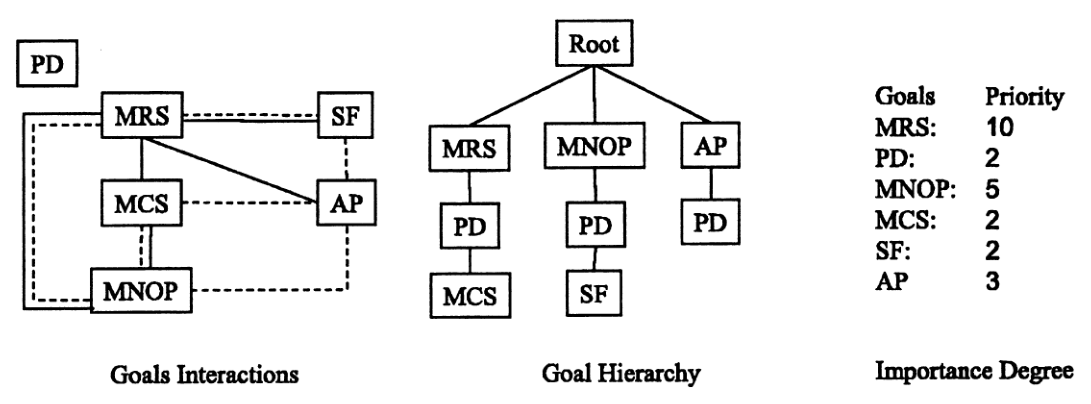 PD
MRS
SF
MCS
AP
MNOP
Goals Interactions
Root
MRS
MNOP
AP
PD
PD
PD
MCS
SF
Goal Hierarchy
Goals Priority
MRS: 10
PD: 2
MNOP: 5
MCS: 2
SF: 2
AP 3
Importance Degree